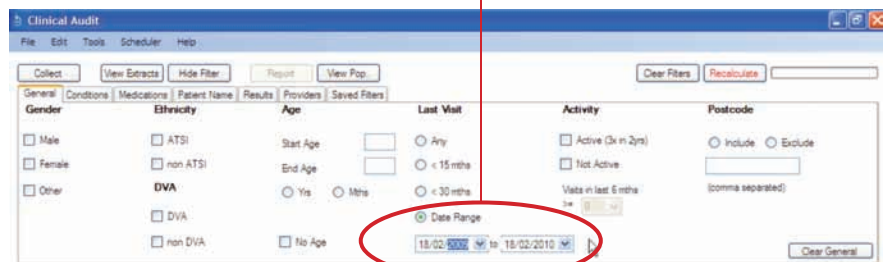 Clinical Audit
File Edit Tools Scheduler Help
Collect View Extracts Hide Filter Report View Pop. Clear Filters Recalculate
General Conditions Medications Patient Name Results Providers Saved Filters
Gender Ethnicity Age Last Visit Activity Postcode
Male ATSI Start Age Any Active (3x in 2yrs) Include Exclude
Female non ATSI End Age < 15 mths Not Active
Other DVA Yrs Mths < 30 mths Visits in last 6 mths (comma separated)
>= 0
DVA Date Range
non DVA No Age 18/02/2009 to 18/02/2010 Clear General